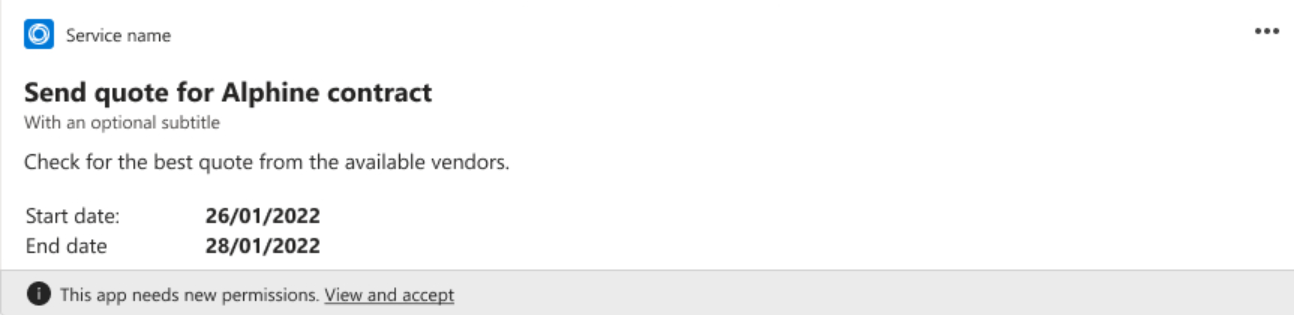 Service name
Send quote for Alphine contract
With an optional subtitle
Check for the best quote from the available vendors.
Start date: 26/01/2022
End date 28/01/2022
This app needs new permissions. View and accept